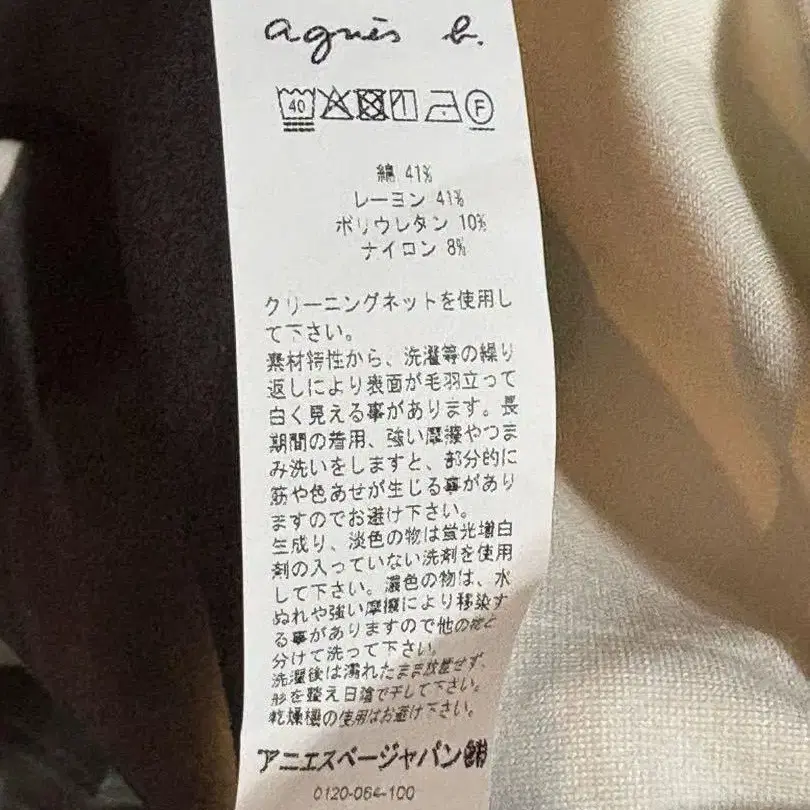 agnès b.
40 F
綿 41%
レーヨン 41%
ポリウレタン 10%
ナイロン 8%
クリーニングネットを使用し
て下さい。
素材特性から、洗濯等の繰り
返しにより表面が毛羽立って
白く見える事があります。長
期間の着用、強い摩擦やつま
み洗いをしますと、部分的に
筋や色あせが生じる事があり
ますのでお避け下さい。
生成り、淡色の物は蛍光増白
剤の入っていない洗剤を使用
して下さい。濃色の物は、水
ぬれや強い摩擦により移染す
る事がありますので他の物と
分けて洗って下さい。
洗濯後は濡れたまま放置せず、
形を整え日陰で干して下さい。
乾燥機の使用はお避け下さい。
アニエスベージャパン㈱
0120-064-100